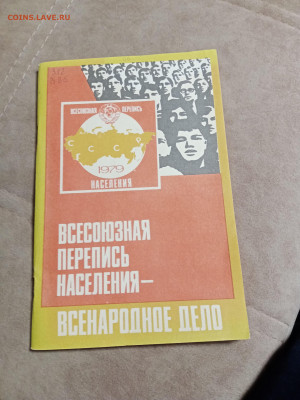 COINS.LAVE.RU
ВСЕСОЮЗНАЯ ПЕРЕПИСЬ
СССР
1979
НАСЕЛЕНИЯ
ВСЕСОЮЗНАЯ
ПЕРЕПИСЬ
НАСЕЛЕНИЯ—
ВСЕНАРОДНОЕ ДЕЛО